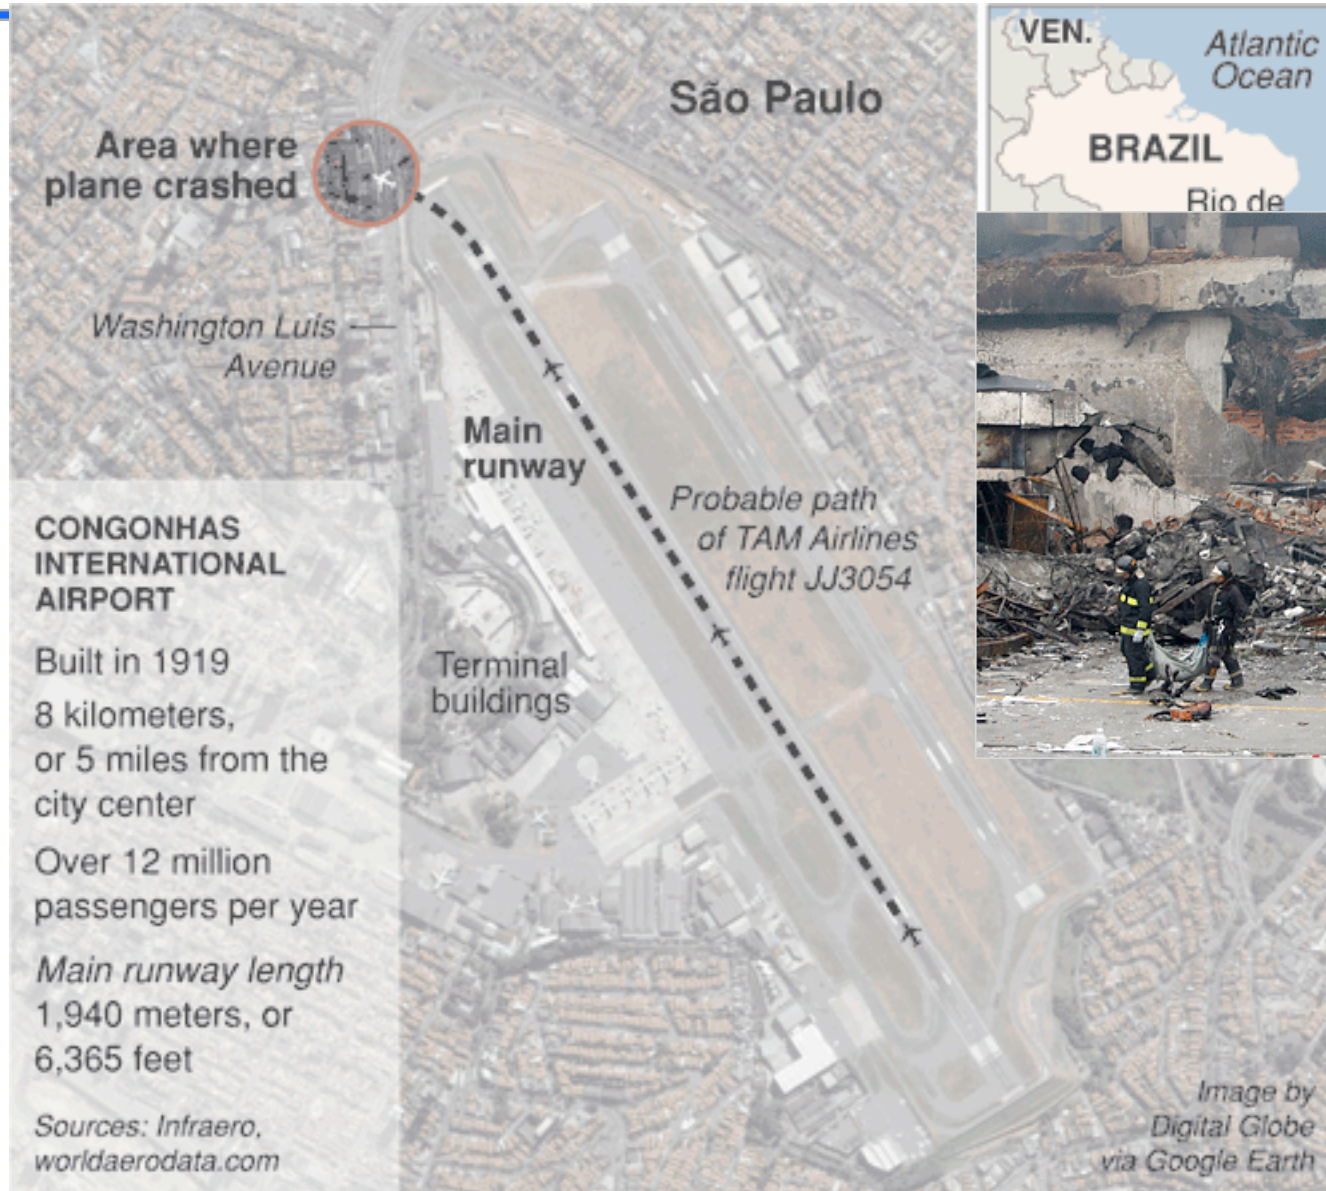 São Paulo
Area where
plane crashed
Washington Luís
Avenue
Main
runway
Probable path
of TAM Airlines
flight JJ3054
Terminal
buildings
CONGONHAS
INTERNATIONAL
AIRPORT
Built in 1919
8 kilometers,
or 5 miles from the
city center
Over 12 million
passengers per year
Main runway length
1,940 meters, or
6,365 feet
Sources: Infraero,
worldaerodata.com
VEN.
Atlantic
Ocean
BRAZIL
Rio de
Image by
Digital Globe
via Google Earth